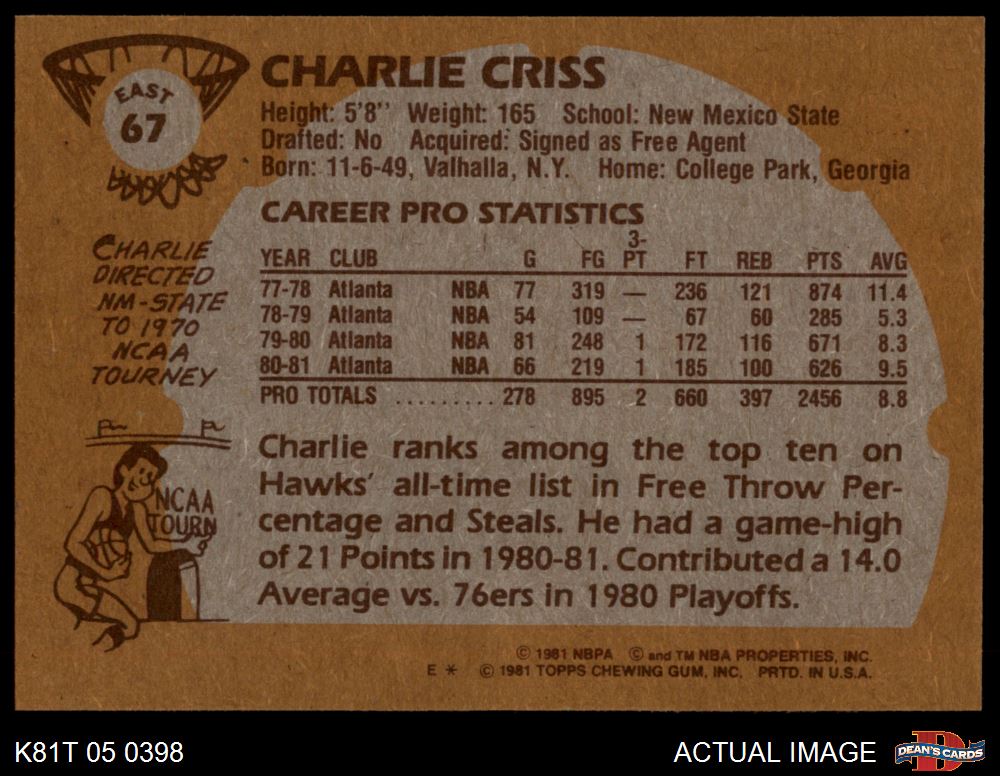 EAST
67
CHARLIE CRISS
Height: 5'8'' Weight: 165 School: New Mexico State
Drafted: No Acquired: Signed as Free Agent
Born: 11-6-49, Valhalla, N.Y. Home: College Park, Georgia
CAREER PRO STATISTICS
YEAR CLUB G FG 3-PT FT REB PTS AVG
77-78 Atlanta NBA 77 319 — 236 121 874 11.4
78-79 Atlanta NBA 54 109 — 67 60 285 5.3
79-80 Atlanta NBA 81 248 1 172 116 671 8.3
80-81 Atlanta NBA 66 219 1 185 100 626 9.5
PRO TOTALS .......... 278 895 2 660 397 2456 8.8
CHARLIE
DIRECTED
NM-STATE
TO 1970
NCAA
TOURNEY
NCAA
TOURN
Charlie ranks among the top ten on
Hawks' all-time list in Free Throw Per-
centage and Steals. He had a game-high
of 21 Points in 1980-81. Contributed a 14.0
Average vs. 76ers in 1980 Playoffs.
© 1981 NBPA © and TM NBA PROPERTIES, INC.
E * © 1981 TOPPS CHEWING GUM, INC. PRTD. IN U.S.A.
K81T 05 0398
ACTUAL IMAGE
D
DEAN'S CARDS